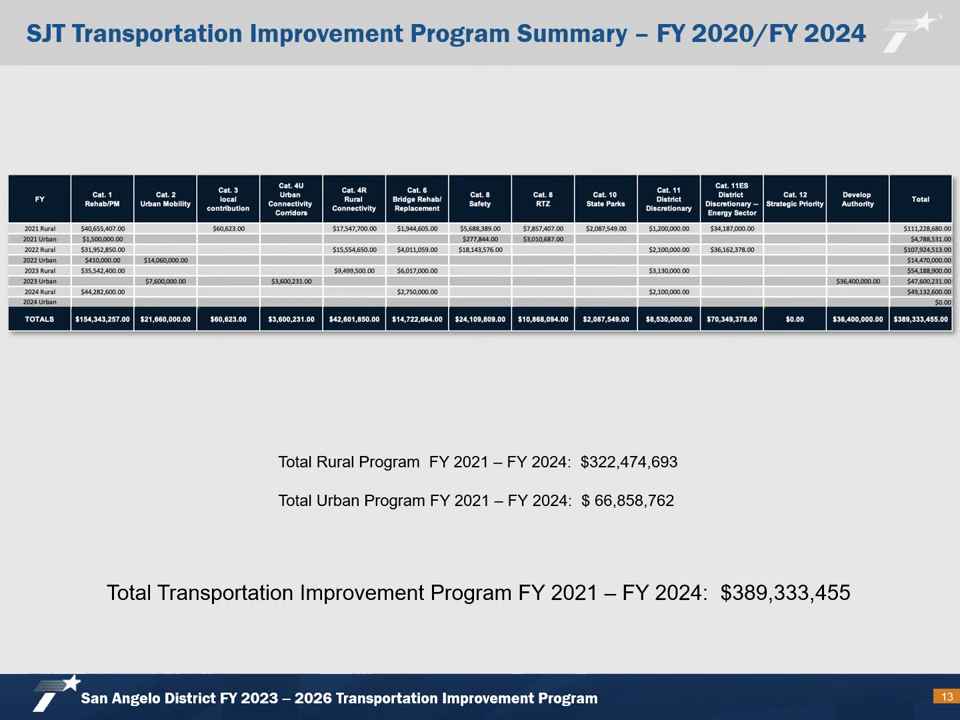 SJT Transportation Improvement Program Summary – FY 2020/FY 2024
FY | Cat. 1 Rehab/PM | Cat. 2 Urban Mobility | Cat. 3 local contribution | Cat. 4U Urban Connectivity Corridors | Cat. 4R Rural Connectivity | Cat. 6 Bridge Rehab/ Replacement | Cat. 8 Safety | Cat. 8 RTZ | Cat. 10 State Parks | Cat. 11 District Discretionary | Cat. 11ES District Discretionary -- Energy Sector | Cat. 12 Strategic Priority | Develop Authority | Total
2021 Rural $40,655,407.00 $60,623.00 $17,547,700.00 $1,944,605.00 $5,688,389.00 $7,857,407.00 $2,087,549.00 $1,200,000.00 $34,187,000.00 $111,228,680.00
2021 Urban $1,500,000.00 $277,844.00 $3,010,687.00 $4,788,531.00
2022 Rural $31,952,850.00 $15,554,650.00 $4,011,059.00 $18,143,576.00 $2,100,000.00 $36,162,378.00 $107,924,513.00
2022 Urban $410,000.00 $14,060,000.00 $14,470,000.00
2023 Rural $35,542,400.00 $9,499,500.00 $6,017,000.00 $3,130,000.00 $54,188,900.00
2023 Urban $7,600,000.00 $3,600,231.00 $36,400,000.00 $47,600,231.00
2024 Rural $44,282,600.00 $2,750,000.00 $2,100,000.00 $49,132,600.00
2024 Urban $0.00
TOTALS $154,343,257.00 $21,660,000.00 $60,623.00 $3,600,231.00 $42,601,850.00 $14,722,664.00 $24,109,809.00 $10,868,094.00 $2,087,549.00 $8,530,000.00 $70,349,378.00 $0.00 $36,400,000.00 $389,333,455.00
Total Rural Program FY 2021 – FY 2024: $322,474,693
Total Urban Program FY 2021 – FY 2024: $ 66,858,762
Total Transportation Improvement Program FY 2021 – FY 2024: $389,333,455
San Angelo District FY 2023 – 2026 Transportation Improvement Program
13